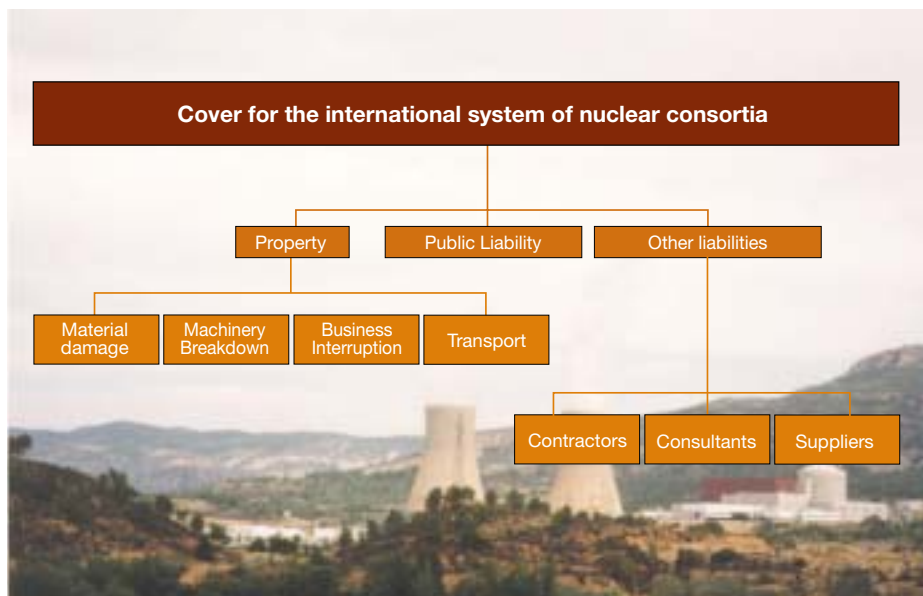 Cover for the international system of nuclear consortia
Property
Public Liability
Other liabilities
Material
damage
Machinery
Breakdown
Business
Interruption
Transport
Contractors
Consultants
Suppliers